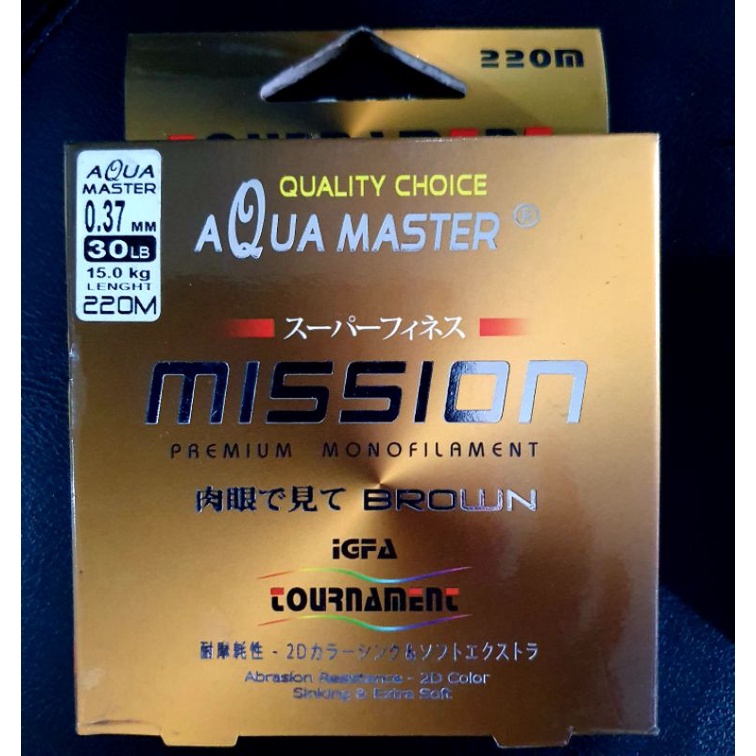 220m
TOURNAMENT
AQUA
MASTER
0.37 MM
30LB
15.0 kg
LENGHT
220M
QUALITY CHOICE
AQUA MASTER ®
スーパーフィネス
mission
PREMIUM MONOFILAMENT
肉眼で見て BROWN
iGFA
TOURNAMENT
耐摩耗性 - 2Dカラーシンク&ソフトエクストラ
Abrasion Resistance - 2D Color
Sinking & Extra Soft